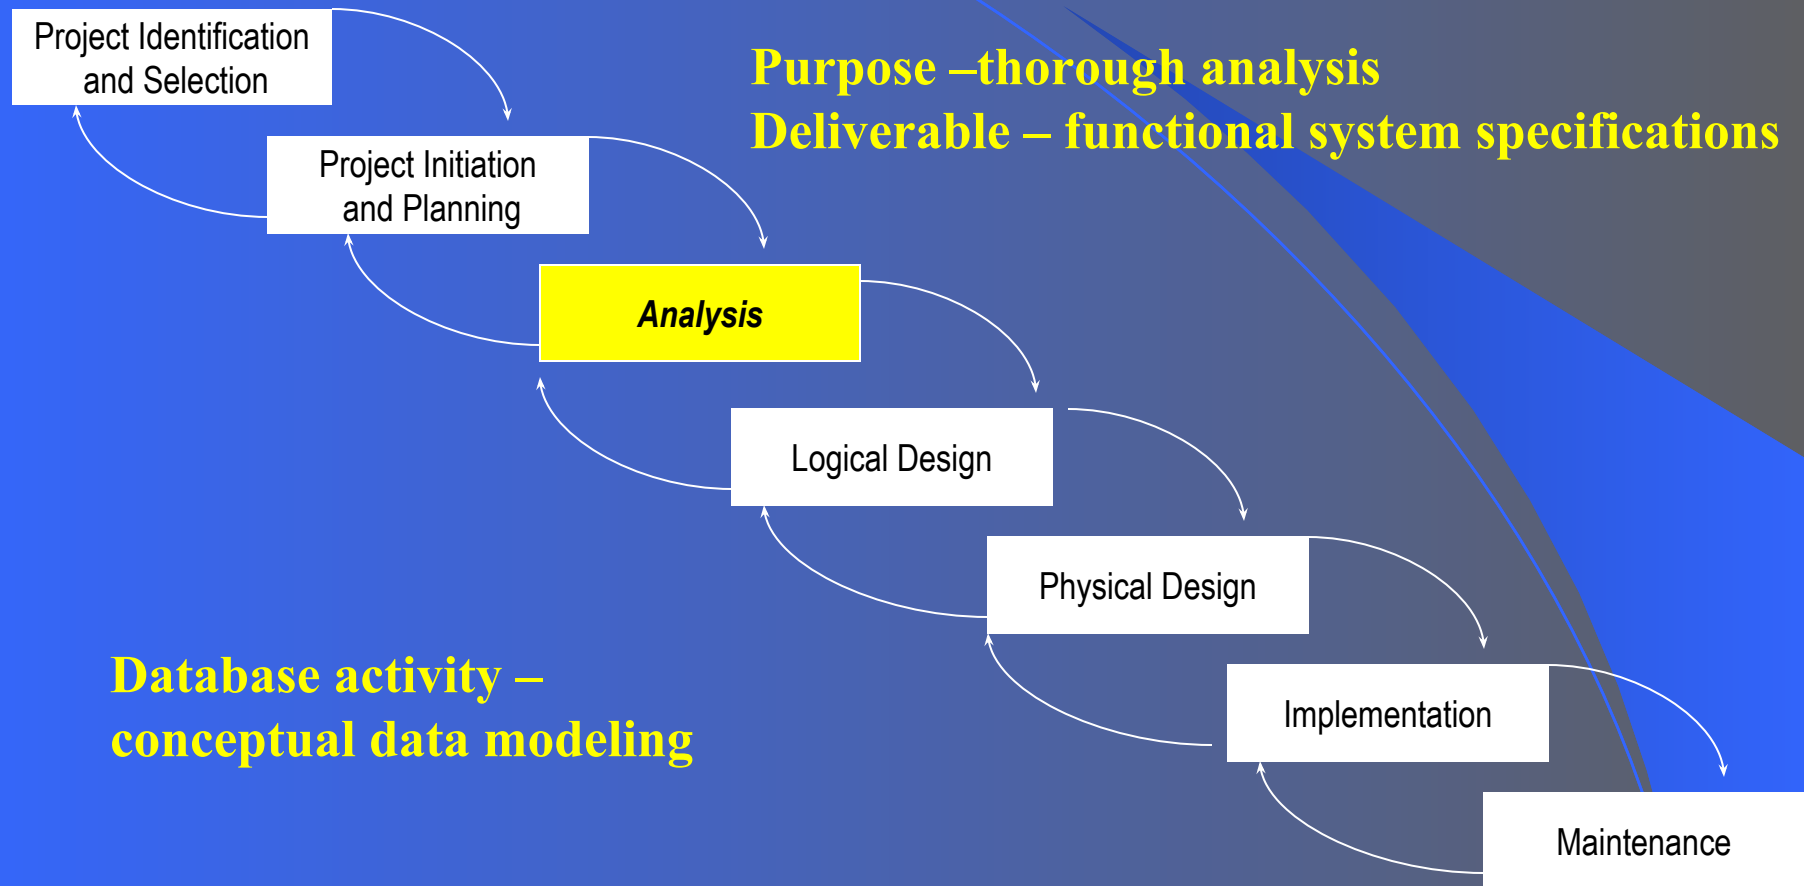 Project Identification
and Selection
Purpose –thorough analysis
Deliverable – functional system specifications
Project Initiation
and Planning
Analysis
Logical Design
Physical Design
Database activity –
conceptual data modeling
Implementation
Maintenance